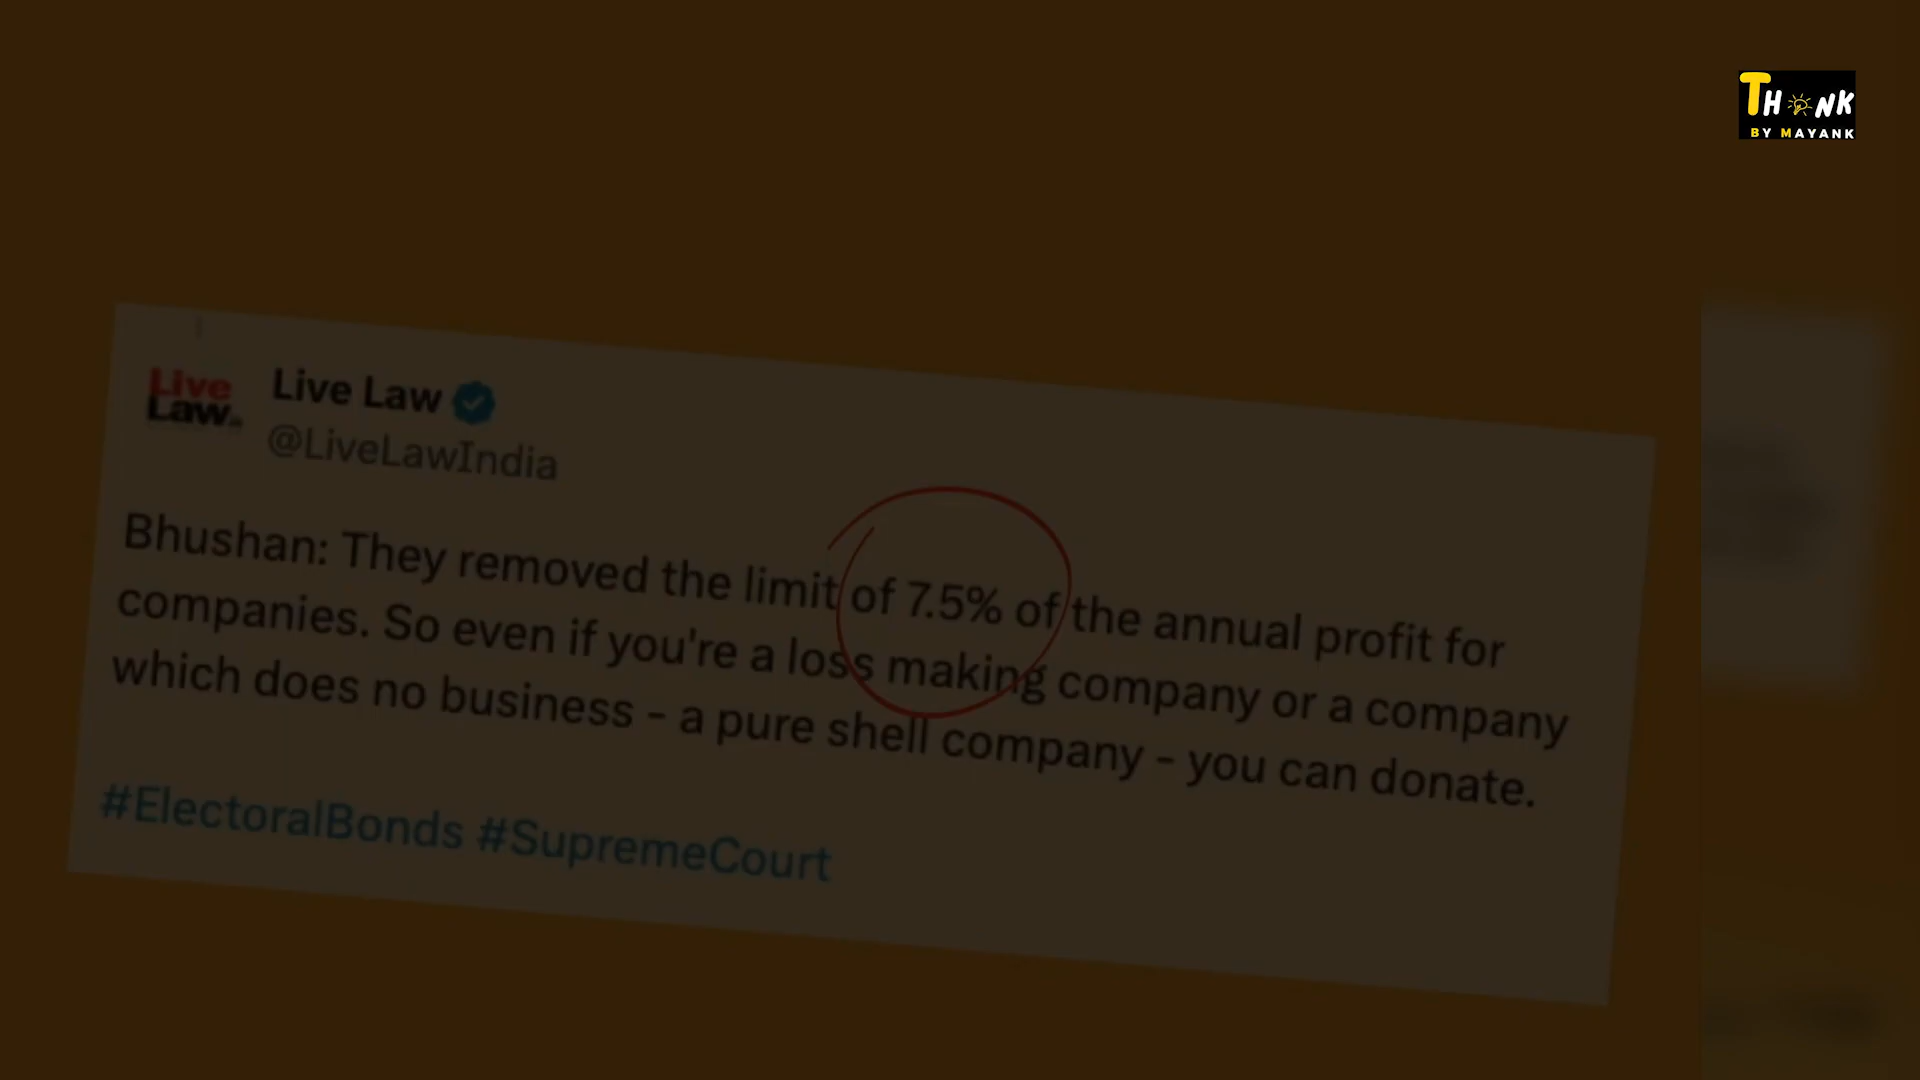 THINK
BY MAYANK
Live
Law.
Live Law
@LiveLawIndia
Bhushan: They removed the limit of 7.5% of the annual profit for
companies. So even if you're a loss making company or a company
which does no business - a pure shell company - you can donate.
#ElectoralBonds #SupremeCourt